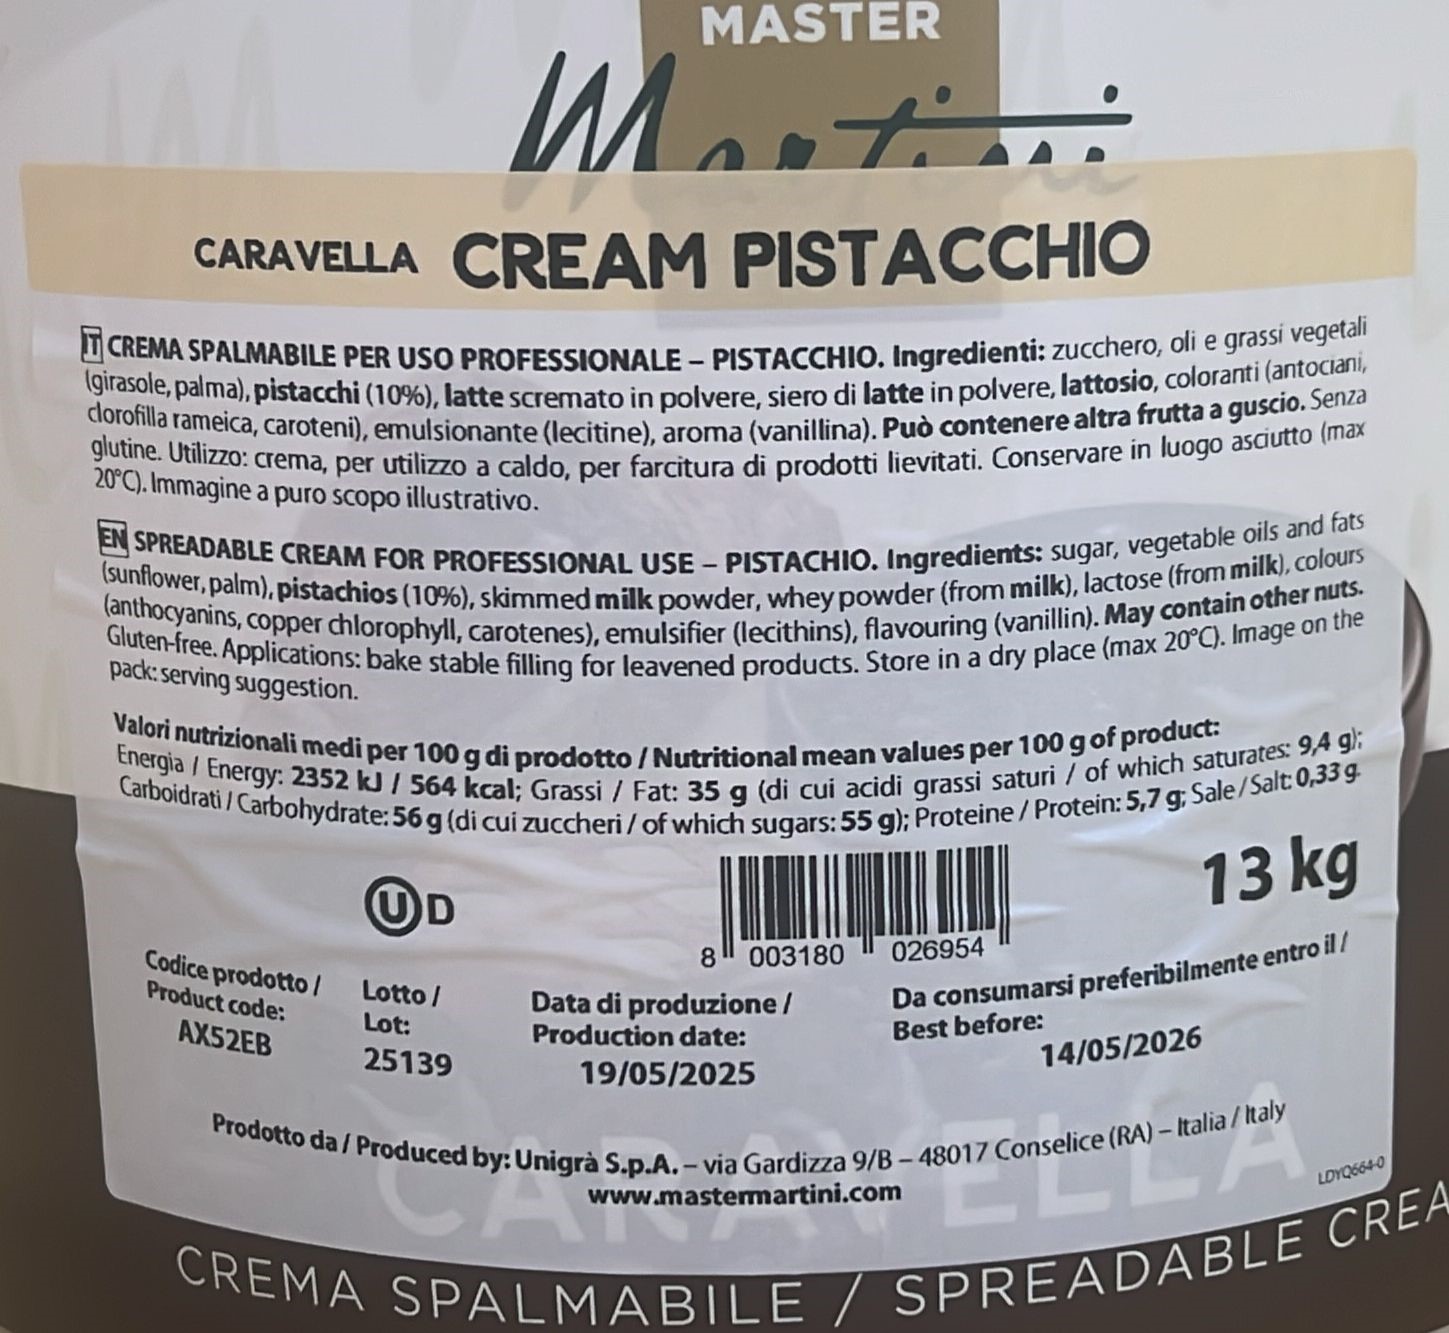 MASTER
Martini
CARAVELLA CREAM PISTACCHIO
IT CREMA SPALMABILE PER USO PROFESSIONALE – PISTACCHIO. Ingredienti: zucchero, oli e grassi vegetali
(girasole, palma), pistacchi (10%), latte scremato in polvere, siero di latte in polvere, lattosio, coloranti (antociani,
clorofilla rameica, caroteni), emulsionante (lecitine), aroma (vanillina). Può contenere altra frutta a guscio. Senza
glutine. Utilizzo: crema, per utilizzo a caldo, per farcitura di prodotti lievitati. Conservare in luogo asciutto (max
20°C). Immagine a puro scopo illustrativo.
EN SPREADABLE CREAM FOR PROFESSIONAL USE – PISTACHIO. Ingredients: sugar, vegetable oils and fats
(sunflower, palm), pistachios (10%), skimmed milk powder, whey powder (from milk), lactose (from milk), colours
(anthocyanins, copper chlorophyll, carotenes), emulsifier (lecithins), flavouring (vanillin). May contain other nuts.
Gluten-free. Applications: bake stable filling for leavened products. Store in a dry place (max 20°C). Image on the
pack: serving suggestion.
Valori nutrizionali medi per 100 g di prodotto / Nutritional mean values per 100 g of product:
Energia / Energy: 2352 kJ / 564 kcal; Grassi / Fat: 35 g (di cui acidi grassi saturi / of which saturates: 9,4 g);
Carboidrati / Carbohydrate: 56 g (di cui zuccheri / of which sugars: 55 g); Proteine / Protein: 5,7 g; Sale / Salt: 0,33 g.
13 kg
U D
8 003180 026954
Codice prodotto /
Product code:
AX52EB
Lotto /
Lot:
25139
Data di produzione /
Production date:
19/05/2025
Da consumarsi preferibilmente entro il /
Best before:
14/05/2026
Prodotto da / Produced by: Unigrà S.p.A. – via Gardizza 9/B – 48017 Conselice (RA) – Italia / Italy
www.mastermartini.com
LDYQ664-0
CARAVELLA
CREMA SPALMABILE / SPREADABLE CREA